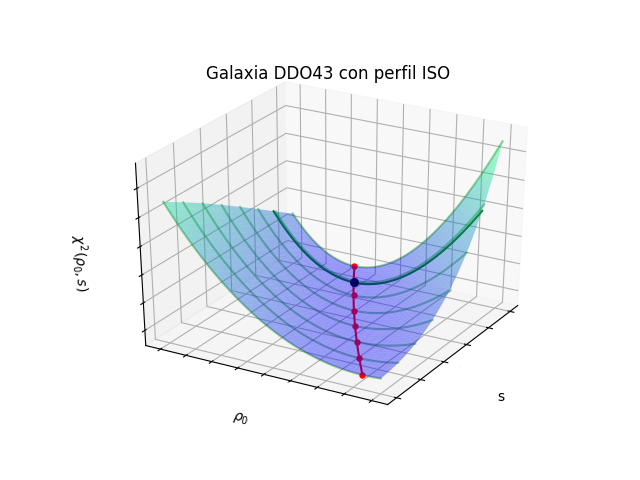 Galaxia DDO43 con perfil ISO
χ²(ρ₀, s)
ρ₀
s